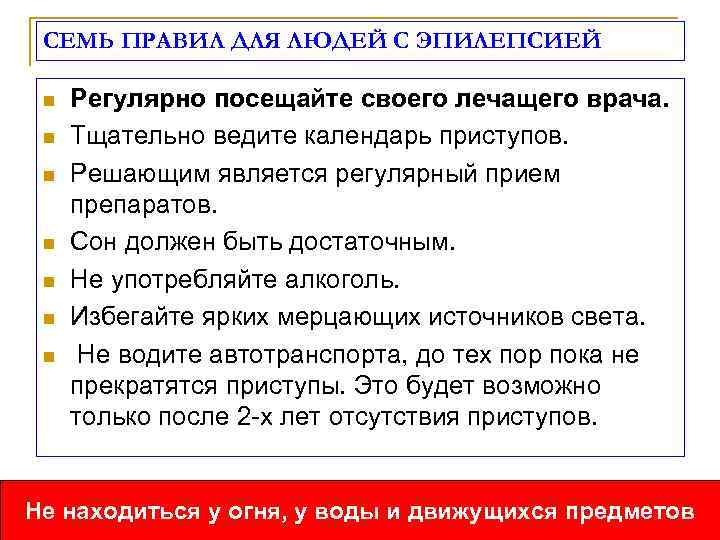 СЕМЬ ПРАВИЛ ДЛЯ ЛЮДЕЙ С ЭПИЛЕПСИЕЙ
Регулярно посещайте своего лечащего врача.
Тщательно ведите календарь приступов.
Решающим является регулярный прием
препаратов.
Сон должен быть достаточным.
Не употребляйте алкоголь.
Избегайте ярких мерцающих источников света.
Не водите автотранспорта, до тех пор пока не
прекратятся приступы. Это будет возможно
только после 2-х лет отсутствия приступов.
Не находиться у огня, у воды и движущихся предметов